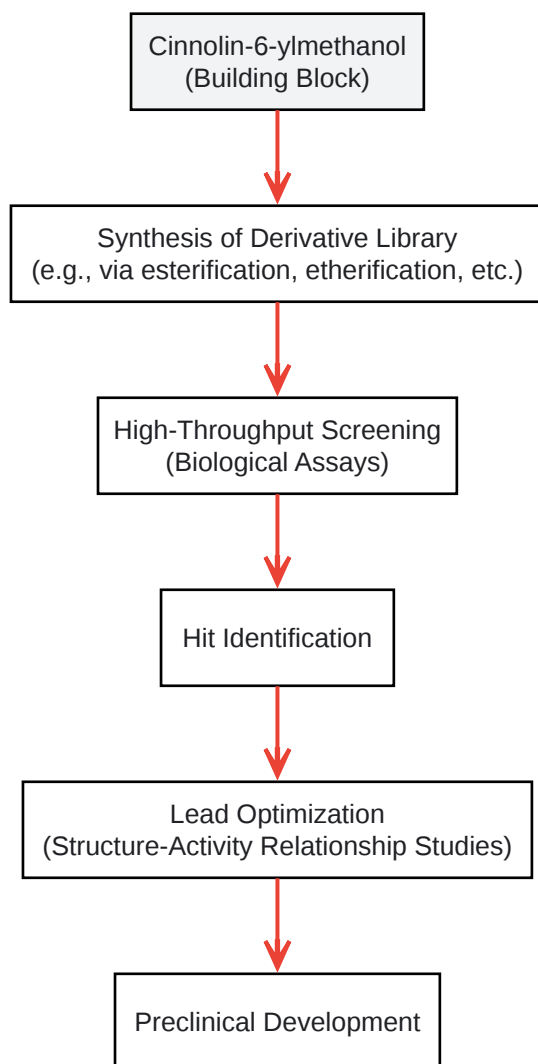 Cinnolin-6-ylmethanol
(Building Block)
Synthesis of Derivative Library
(e.g., via esterification, etherification, etc.)
High-Throughput Screening
(Biological Assays)
Hit Identification
Lead Optimization
(Structure-Activity Relationship Studies)
Preclinical Development